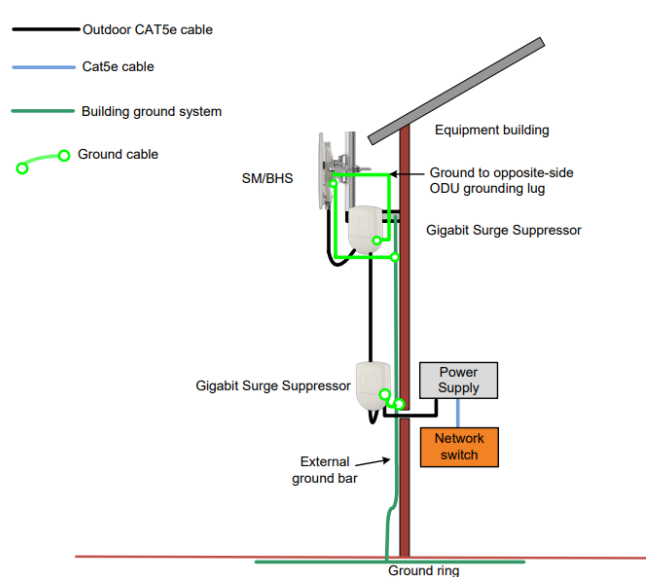 Outdoor CAT5e cable
Cat5e cable
Building ground system
Ground cable
Equipment building
SM/BHS
Ground to opposite-side
ODU grounding lug
Gigabit Surge Suppressor
Gigabit Surge Suppressor
Power
Supply
Network
switch
External
ground bar
Ground ring